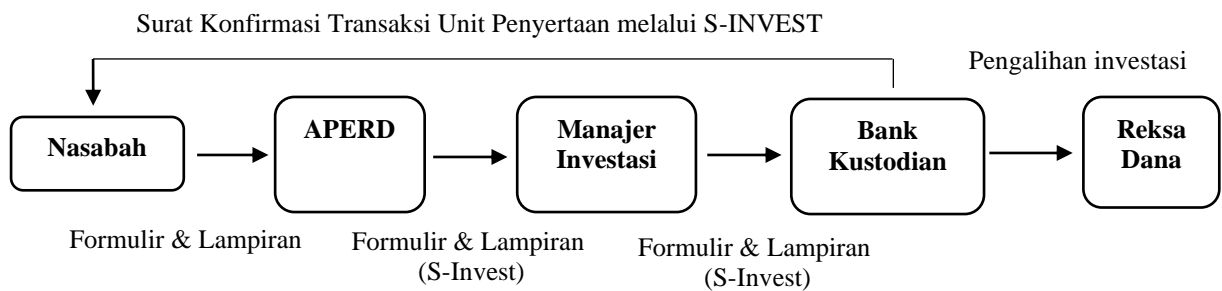 Surat Konfirmasi Transaksi Unit Penyertaan melalui S-INVEST
Pengalihan investasi
Nasabah
APERD
Manajer
Investasi
Bank
Kustodian
Reksa
Dana
Formulir & Lampiran
Formulir & Lampiran
(S-Invest)
Formulir & Lampiran
(S-Invest)